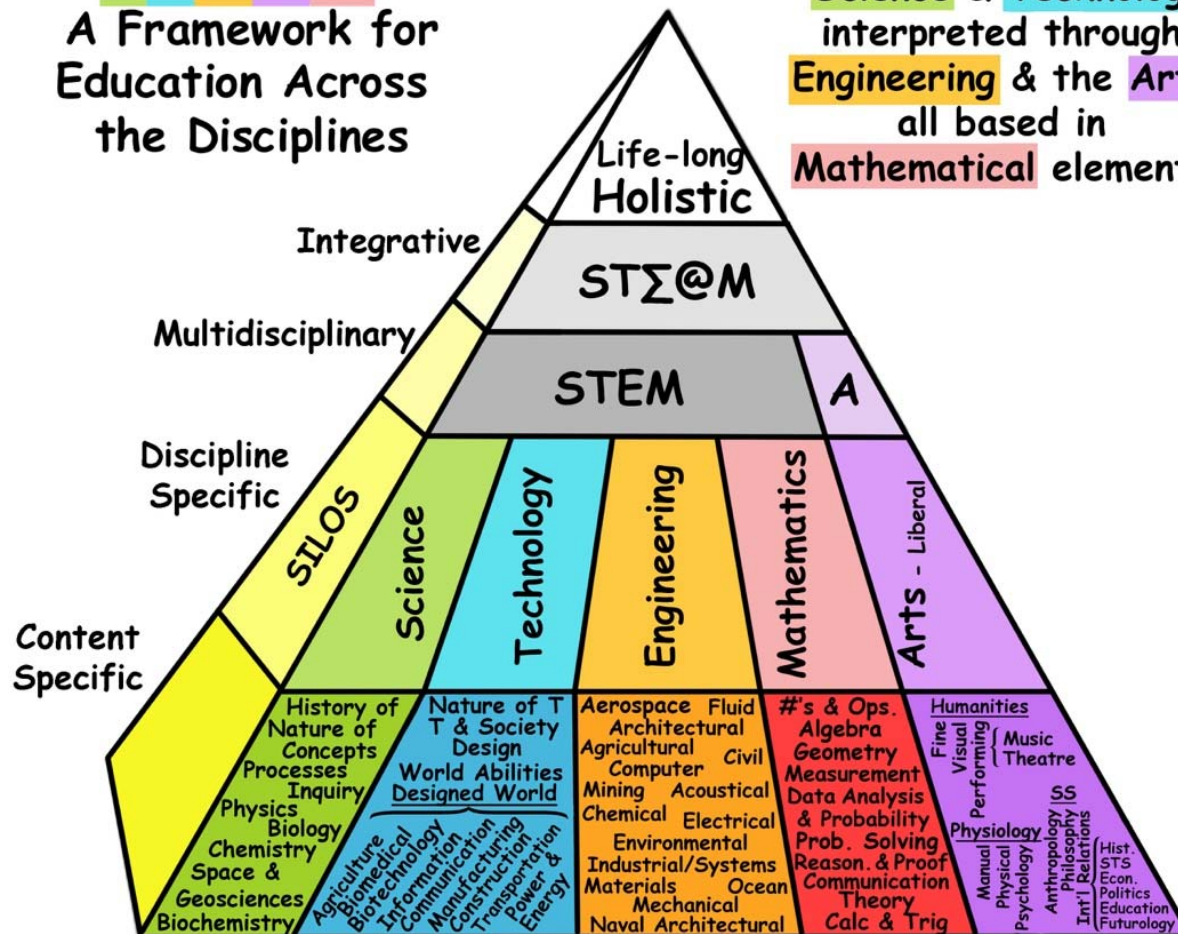 A Framework for
Education Across
the Disciplines
interpreted through
Engineering & the
all based in
Mathematical
Life-long
Holistic
Integrative
STΣ@M
Multidisciplinary
STEM
A
Discipline
Specific
SILOS
Science
Technology
Engineering
Mathematics
Arts - Liberal
Content
Specific
History of
Nature of
Concepts
Processes
Inquiry
Physics
Biology
Chemistry
Space &
Geosciences
Biochemistry
Nature of T
T & Society
Design
World Abilities
Designed World
Agriculture
Biomedical
Biotechnology
Information
Communication
Manufacturing
Construction
Transportation
Power &
Energy
Aerospace Fluid
Architectural
Agricultural Civil
Computer
Mining Acoustical
Chemical Electrical
Environmental
Industrial/Systems
Materials Ocean
Mechanical
Naval Architectural
#'s & Ops.
Algebra
Geometry
Measurement
Data Analysis
& Probability
Prob. Solving
Reason. & Proof
Communication
Theory
Calc & Trig
Humanities
Fine
Visual
Performing
Music
Theatre
Physiology
Manual
Physical
Psychology
SS
Anthropology
Philosophy
Int'l Relations
Hist.
STS
Econ.
Politics
Education
Futurology